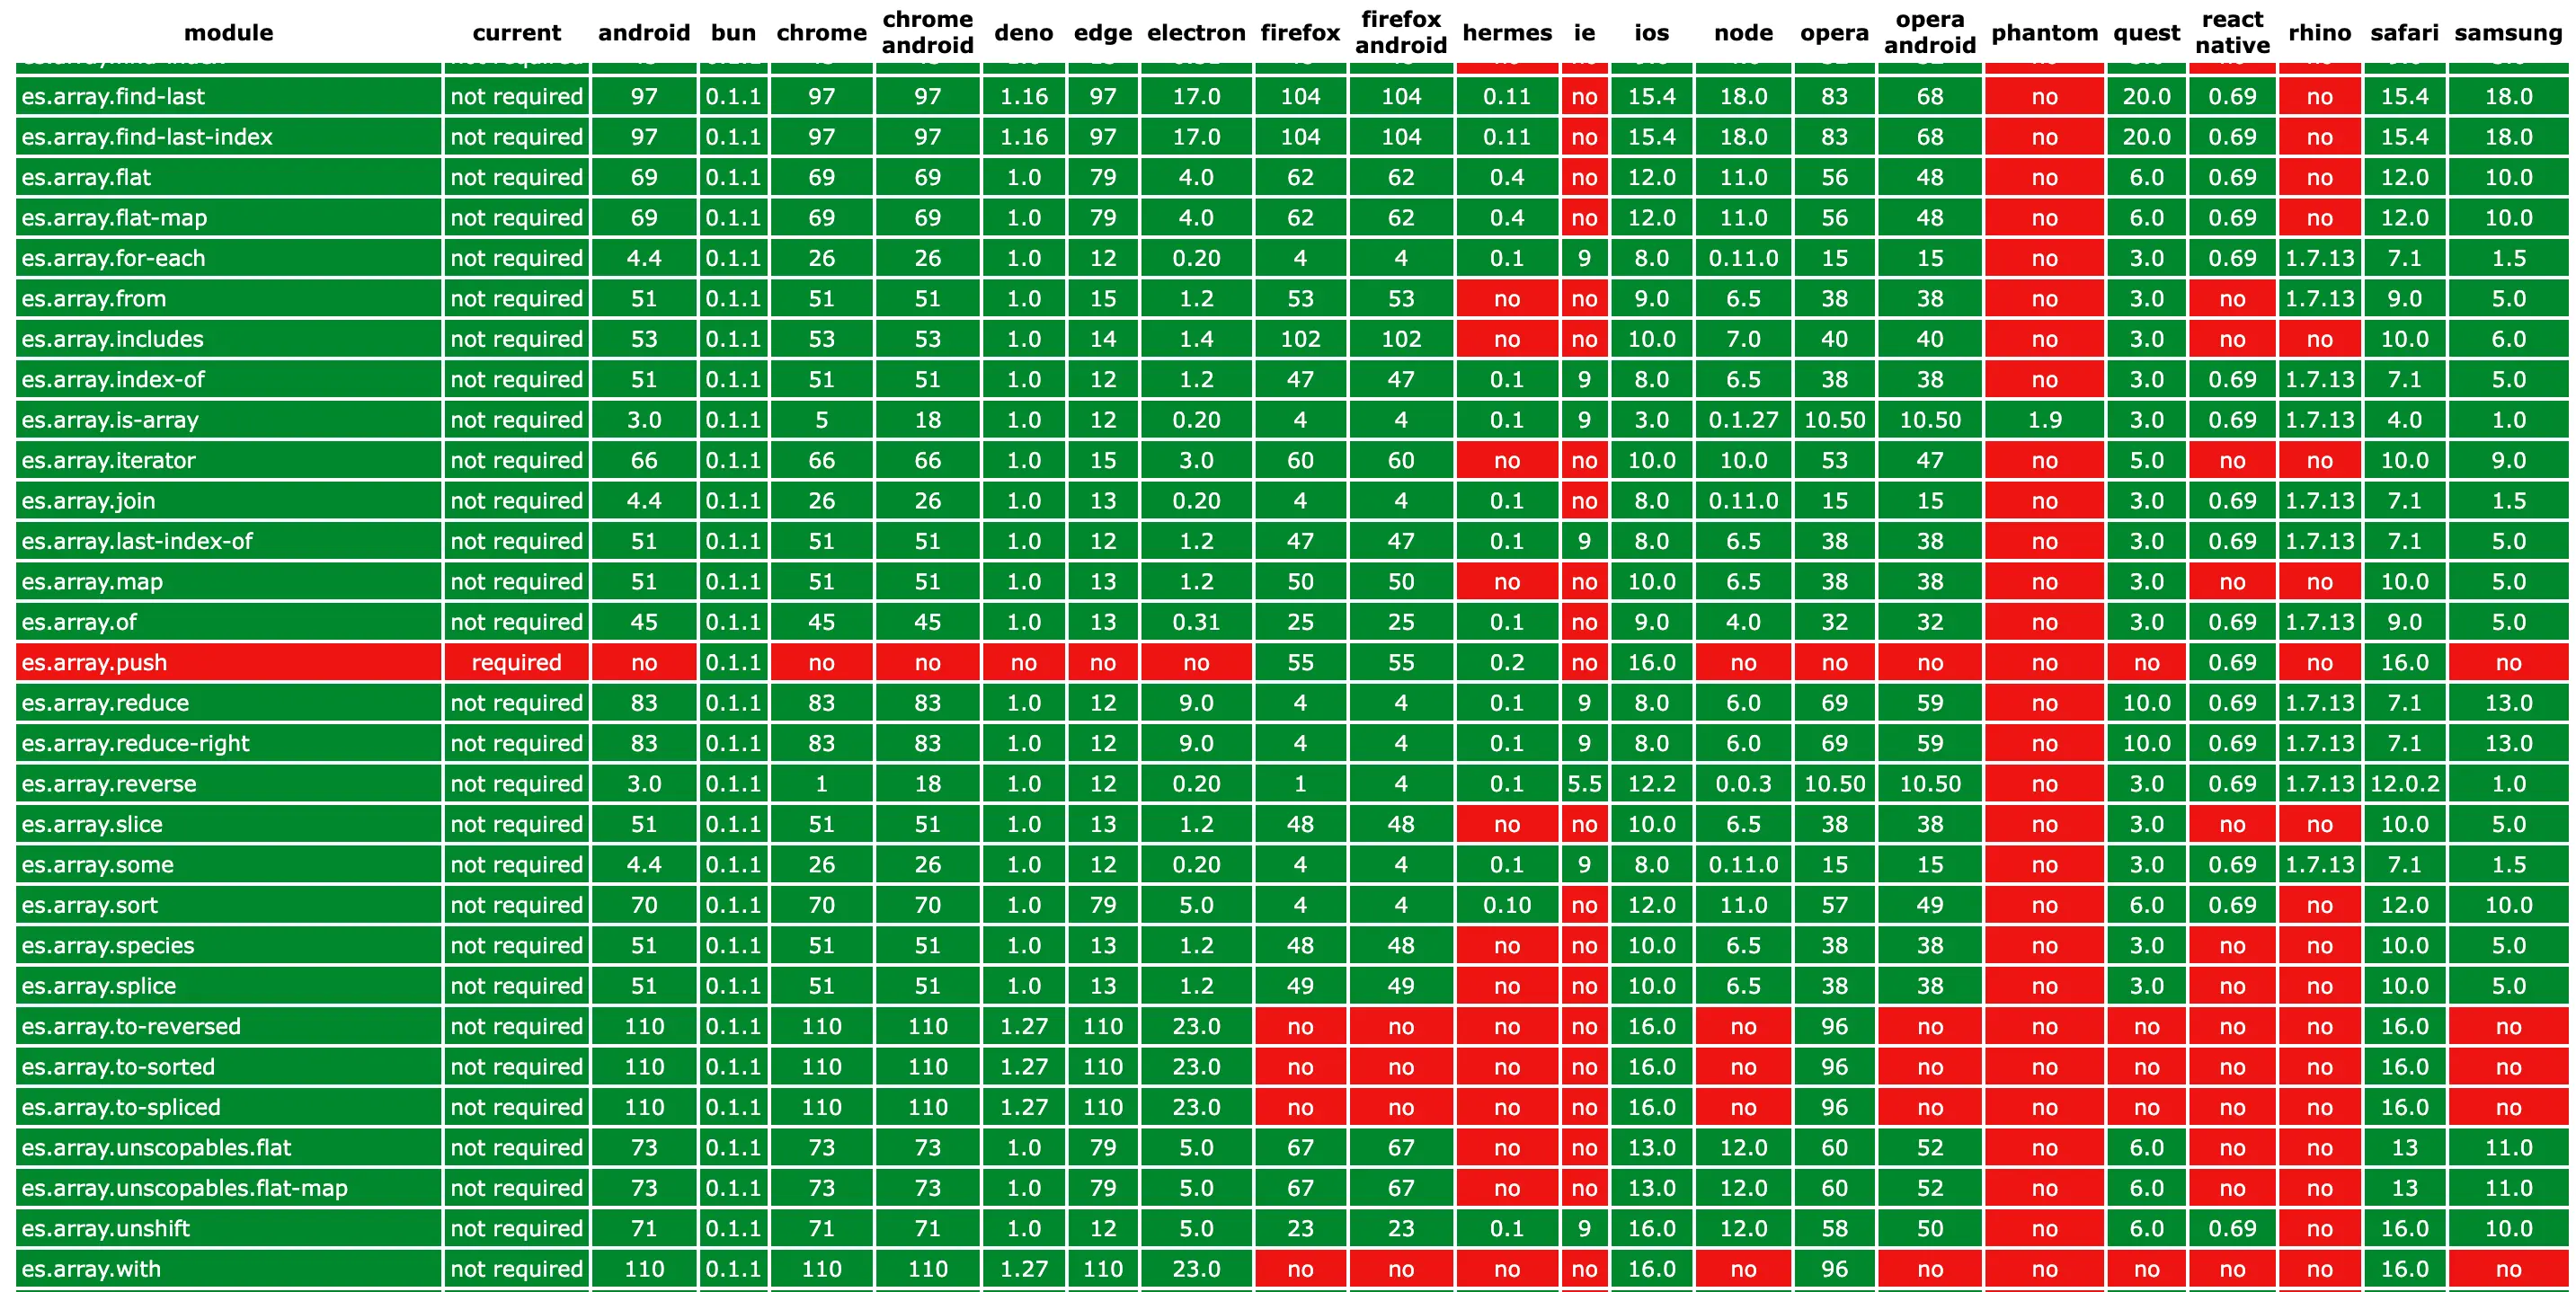 module current android bun chrome chrome android deno edge electron firefox firefox android hermes ie ios node opera opera android phantom quest react native rhino safari samsung
es.array.find-last not required 97 0.1.1 97 97 1.16 97 17.0 104 104 0.11 no 15.4 18.0 83 68 no 20.0 0.69 no 15.4 18.0
es.array.find-last-index not required 97 0.1.1 97 97 1.16 97 17.0 104 104 0.11 no 15.4 18.0 83 68 no 20.0 0.69 no 15.4 18.0
es.array.flat not required 69 0.1.1 69 69 1.0 79 4.0 62 62 0.4 no 12.0 11.0 56 48 no 6.0 0.69 no 12.0 10.0
es.array.flat-map not required 69 0.1.1 69 69 1.0 79 4.0 62 62 0.4 no 12.0 11.0 56 48 no 6.0 0.69 no 12.0 10.0
es.array.for-each not required 4.4 0.1.1 26 26 1.0 12 0.20 4 4 0.1 9 8.0 0.11.0 15 15 no 3.0 0.69 1.7.13 7.1 1.5
es.array.from not required 51 0.1.1 51 51 1.0 15 1.2 53 53 no no 9.0 6.5 38 38 no 3.0 no 1.7.13 9.0 5.0
es.array.includes not required 53 0.1.1 53 53 1.0 14 1.4 102 102 no no 10.0 7.0 40 40 no 3.0 no no 10.0 6.0
es.array.index-of not required 51 0.1.1 51 51 1.0 12 1.2 47 47 0.1 9 8.0 6.5 38 38 no 3.0 0.69 1.7.13 7.1 5.0
es.array.is-array not required 3.0 0.1.1 5 18 1.0 12 0.20 4 4 0.1 9 3.0 0.1.27 10.50 10.50 1.9 3.0 0.69 1.7.13 4.0 1.0
es.array.iterator not required 66 0.1.1 66 66 1.0 15 3.0 60 60 no no 10.0 10.0 53 47 no 5.0 no no 10.0 9.0
es.array.join not required 4.4 0.1.1 26 26 1.0 13 0.20 4 4 0.1 no 8.0 0.11.0 15 15 no 3.0 0.69 1.7.13 7.1 1.5
es.array.last-index-of not required 51 0.1.1 51 51 1.0 12 1.2 47 47 0.1 9 8.0 6.5 38 38 no 3.0 0.69 1.7.13 7.1 5.0
es.array.map not required 51 0.1.1 51 51 1.0 13 1.2 50 50 no no 10.0 6.5 38 38 no 3.0 no no 10.0 5.0
es.array.of not required 45 0.1.1 45 45 1.0 13 0.31 25 25 0.1 no 9.0 4.0 32 32 no 3.0 0.69 1.7.13 9.0 5.0
es.array.push required no 0.1.1 no no no no no 55 55 0.2 no 16.0 no no no no no 0.69 no 16.0 no
es.array.reduce not required 83 0.1.1 83 83 1.0 12 9.0 4 4 0.1 9 8.0 6.0 69 59 no 10.0 0.69 1.7.13 7.1 13.0
es.array.reduce-right not required 83 0.1.1 83 83 1.0 12 9.0 4 4 0.1 9 8.0 6.0 69 59 no 10.0 0.69 1.7.13 7.1 13.0
es.array.reverse not required 3.0 0.1.1 1 18 1.0 12 0.20 1 4 0.1 5.5 12.2 0.0.3 10.50 10.50 no 3.0 0.69 1.7.13 12.0.2 1.0
es.array.slice not required 51 0.1.1 51 51 1.0 13 1.2 48 48 no no 10.0 6.5 38 38 no 3.0 no no 10.0 5.0
es.array.some not required 4.4 0.1.1 26 26 1.0 12 0.20 4 4 0.1 9 8.0 0.11.0 15 15 no 3.0 0.69 1.7.13 7.1 1.5
es.array.sort not required 70 0.1.1 70 70 1.0 79 5.0 4 4 0.10 no 12.0 11.0 57 49 no 6.0 0.69 no 12.0 10.0
es.array.species not required 51 0.1.1 51 51 1.0 13 1.2 48 48 no no 10.0 6.5 38 38 no 3.0 no no 10.0 5.0
es.array.splice not required 51 0.1.1 51 51 1.0 13 1.2 49 49 no no 10.0 6.5 38 38 no 3.0 no no 10.0 5.0
es.array.to-reversed not required 110 0.1.1 110 110 1.27 110 23.0 no no no no 16.0 no 96 no no no no no 16.0 no
es.array.to-sorted not required 110 0.1.1 110 110 1.27 110 23.0 no no no no 16.0 no 96 no no no no no 16.0 no
es.array.to-spliced not required 110 0.1.1 110 110 1.27 110 23.0 no no no no 16.0 no 96 no no no no no 16.0 no
es.array.unscopables.flat not required 73 0.1.1 73 73 1.0 79 5.0 67 67 no no 13.0 12.0 60 52 no 6.0 no no 13 11.0
es.array.unscopables.flat-map not required 73 0.1.1 73 73 1.0 79 5.0 67 67 no no 13.0 12.0 60 52 no 6.0 no no 13 11.0
es.array.unshift not required 71 0.1.1 71 71 1.0 12 5.0 23 23 0.1 9 16.0 12.0 58 50 no 6.0 0.69 no 16.0 10.0
es.array.with not required 110 0.1.1 110 110 1.27 110 23.0 no no no no 16.0 no 96 no no no no no 16.0 no